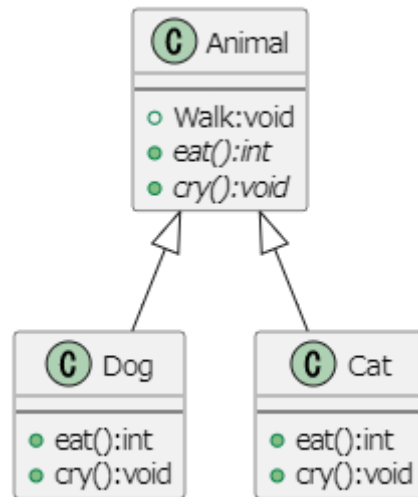 C Animal
Walk:void
eat():int
cry():void
C Dog
eat():int
cry():void
C Cat
eat():int
cry():void